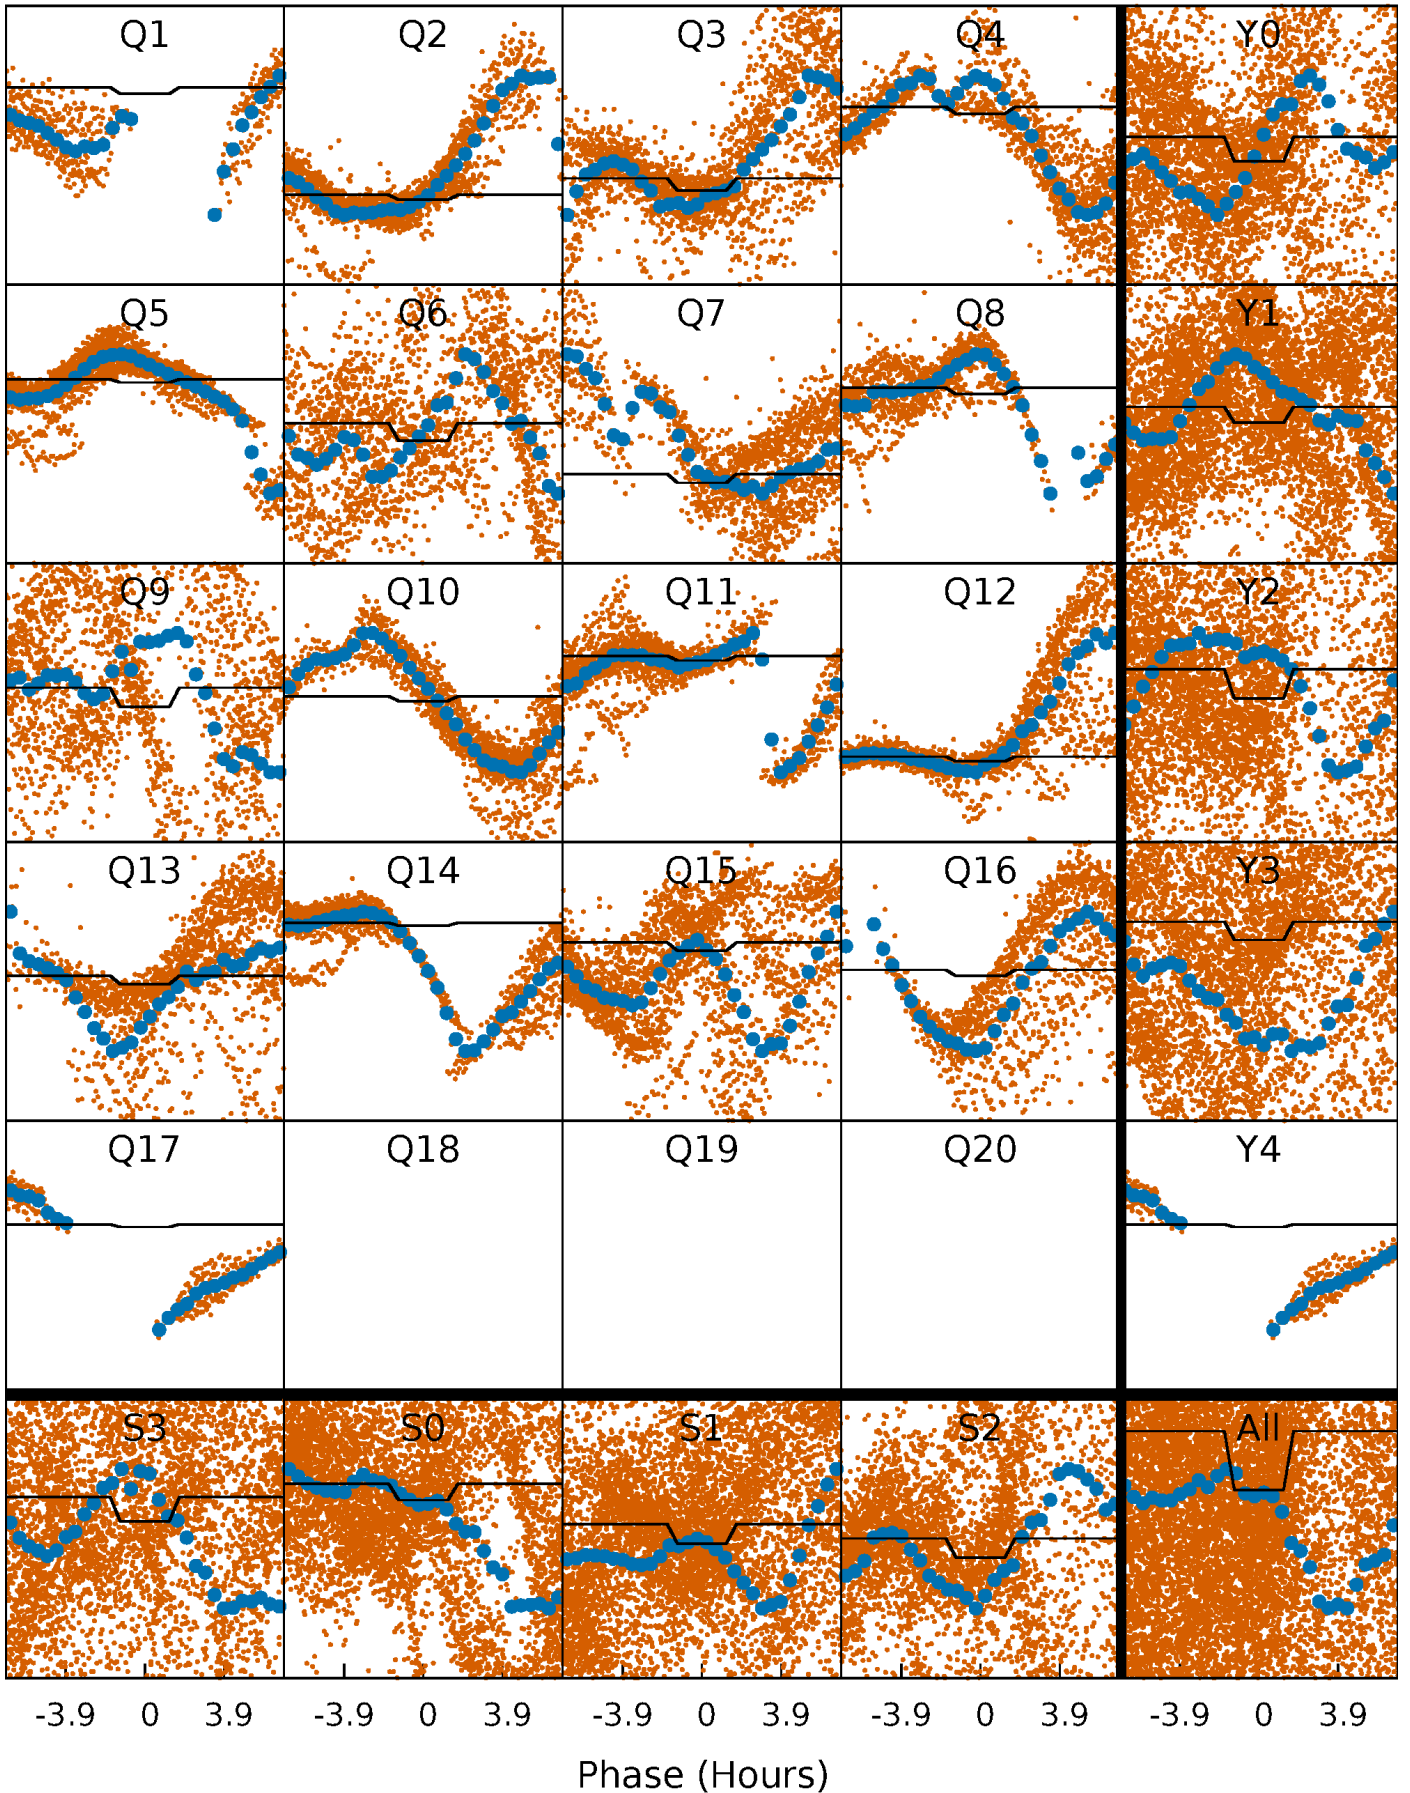 Q1 Q2 Q3 Q4 Y0
Q5 Q6 Q7 Q8 Y1
Q9 Q10 Q11 Q12 Y2
Q13 Q14 Q15 Q16 Y3
Q17 Q18 Q19 Q20 Y4
S3 S0 S1 S2 All
-3.9 0 3.9 -3.9 0 3.9 -3.9 0 3.9 -3.9 0 3.9 -3.9 0 3.9
Phase (Hours)